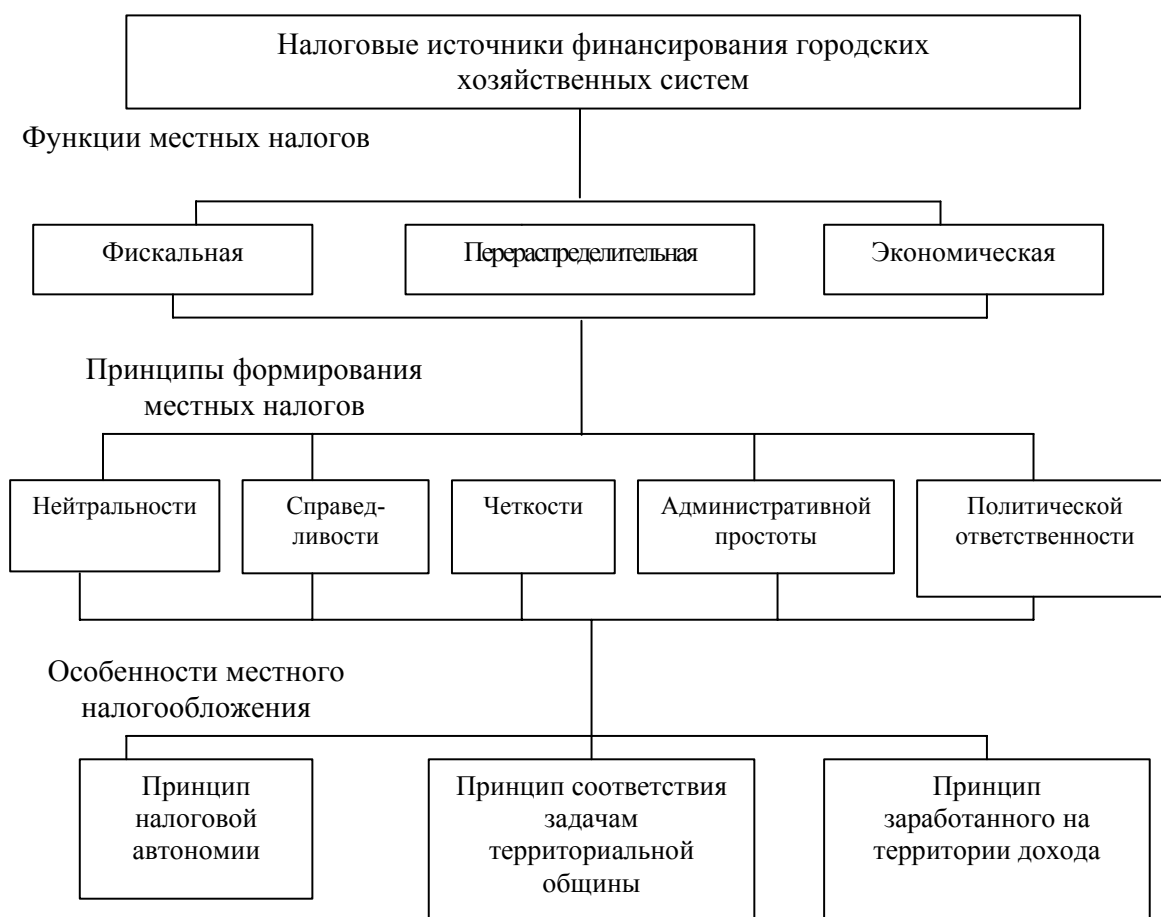 Налоговые источники финансирования городских
хозяйственных систем
Функции местных налогов
Фискальная
Перераспределительная
Экономическая
Принципы формирования
местных налогов
Нейтральности
Справед-
ливости
Четкости
Административной
простоты
Политической
ответственности
Особенности местного
налогообложения
Принцип
налоговой
автономии
Принцип соответствия
задачам
территориальной
общины
Принцип
заработанного на
территории дохода